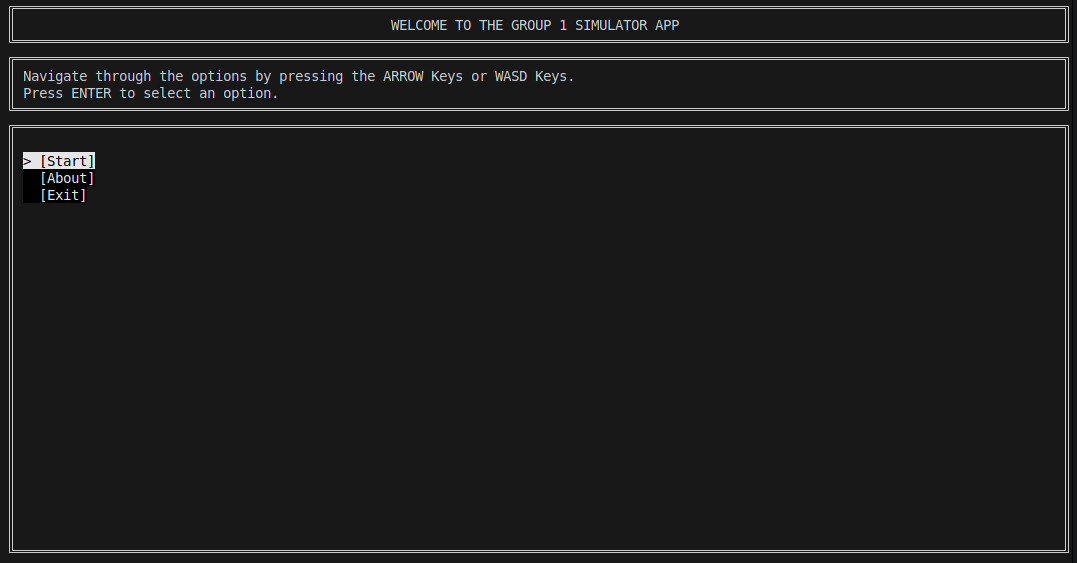 WELCOME TO THE GROUP 1 SIMULATOR APP
Navigate through the options by pressing the ARROW Keys or WASD Keys.
Press ENTER to select an option.
> [Start]
[About]
[Exit]